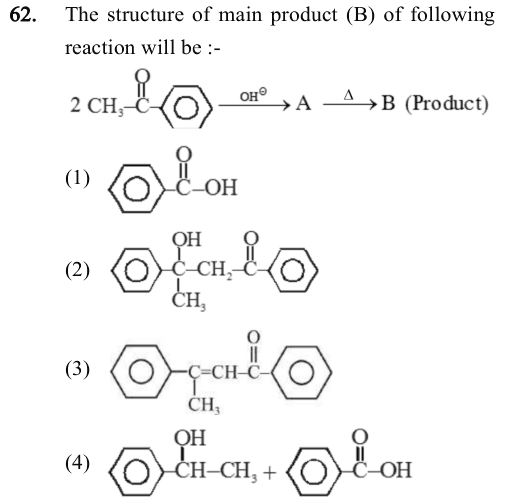 62. The structure of main product (B) of following
reaction will be :-
2 CH₃–C(=O)– —OH⊖→ A —Δ→ B (Product)
(1) O
C–OH
(2) OH O
C–CH₂–C
CH₃
(3) O
C=CH–C
CH₃
(4) OH O
CH–CH₃ + C–OH